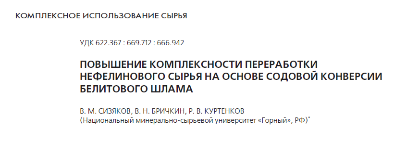 КОМПЛЕКСНОЕ ИСПОЛЬЗОВАНИЕ СЫРЬЯ
УДК 622.367 : 669.712 : 666.942
ПОВЫШЕНИЕ КОМПЛЕКСНОСТИ ПЕРЕРАБОТКИ
НЕФЕЛИНОВОГО СЫРЬЯ НА ОСНОВЕ СОДОВОЙ КОНВЕРСИИ
БЕЛИТОВОГО ШЛАМА
В. М. СИЗЯКОВ, В. Н. БРИЧКИН, Р. В. КУРТЕНКОВ
(Национальный минерально-сырьевой университет «Горный», РФ)*